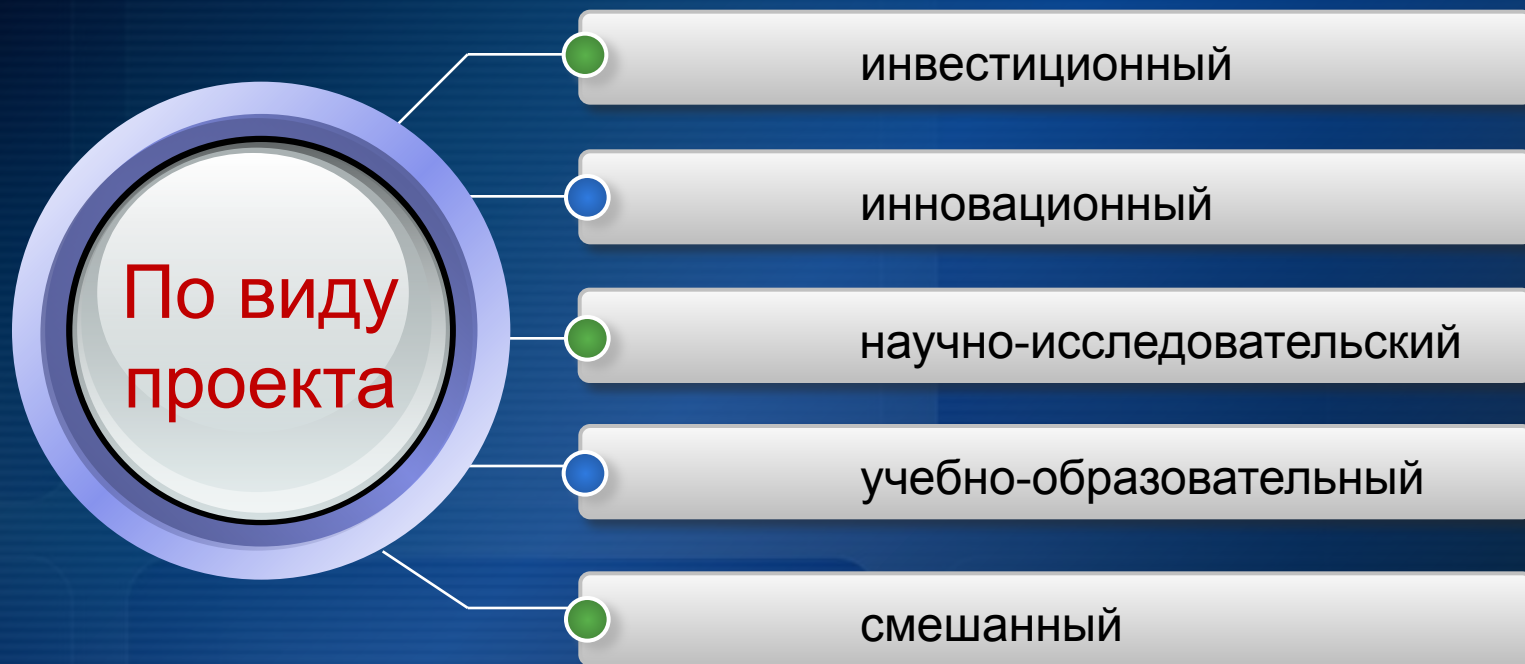 По виду
проекта
инвестиционный
инновационный
научно-исследовательский
учебно-образовательный
смешанный